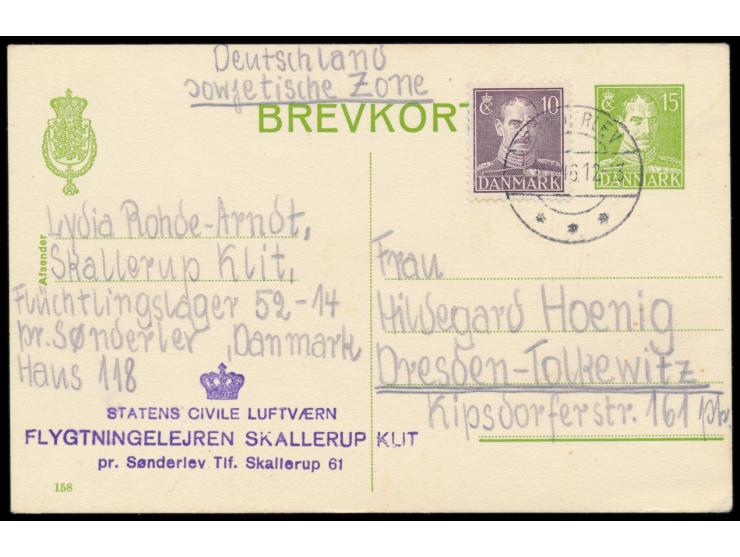 Deutschland
sowjetische Zone
BREVKORT
10
DANMARK
15
DANMARK
Afsender
Lydia Rohde-Arndt,
Skallerup Klit,
Flüchtlingslager 52-14
pr. Sønderlev, Danmark
Haus 118
Frau
Hildegard Hoenig
Dresden-Tolkewitz
Kipsdorferstr. 161 ptr.
STATENS CIVILE LUFTVÆRN
FLYGTNINGELEJREN SKALLERUP KLIT
pr. Sønderlev Tlf. Skallerup 61
158